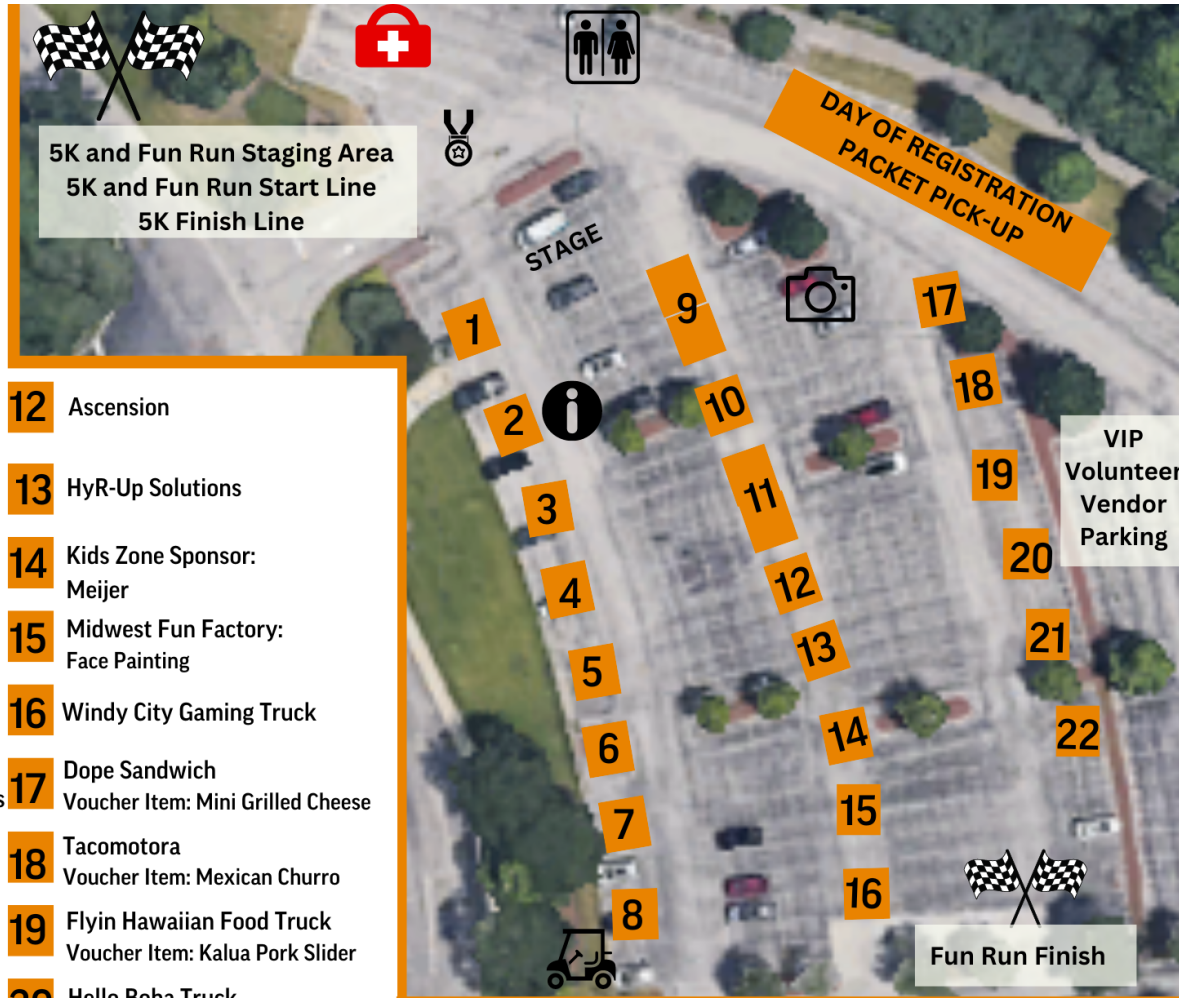 5K and Fun Run Staging Area
5K and Fun Run Start Line
5K Finish Line
DAY OF REGISTRATION
PACKET PICK-UP
STAGE
1
2
3
4
5
6
7
8
9
10
11
12
13
14
15
16
17
18
19
20
21
22
VIP
Volunteer
Vendor
Parking
Fun Run Finish
12 Ascension
13 HyR-Up Solutions
14 Kids Zone Sponsor:
Meijer
15 Midwest Fun Factory:
Face Painting
16 Windy City Gaming Truck
s
17 Dope Sandwich
Voucher Item: Mini Grilled Cheese
18 Tacomotora
Voucher Item: Mexican Churro
19 Flyin Hawaiian Food Truck
Voucher Item: Kalua Pork Slider
20 Hello Boba Truck